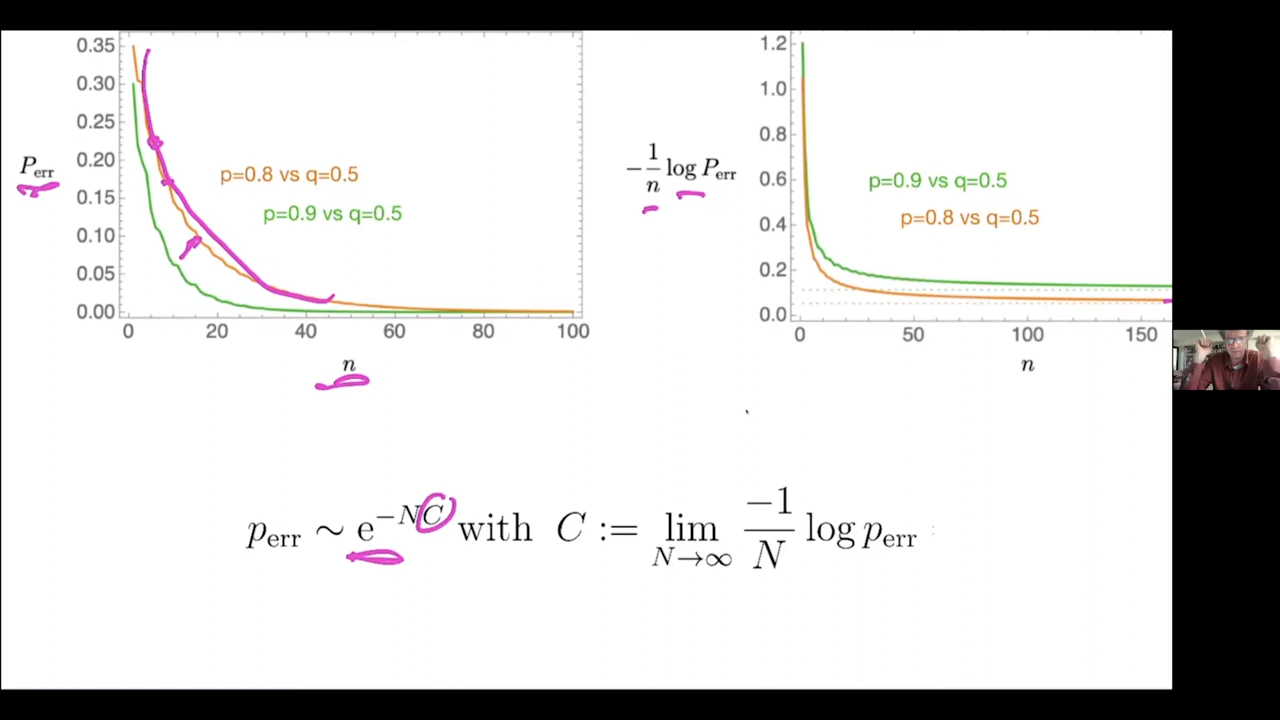 0.35
0.30
0.25
0.20
0.15
0.10
0.05
0.00
P_err
p=0.8 vs q=0.5
p=0.9 vs q=0.5
0 20 40 60 80 100
n
1.2
1.0
0.8
0.6
0.4
0.2
0.0
−1/n log P_err
p=0.9 vs q=0.5
p=0.8 vs q=0.5
0 50 100 150
n
p_err ∼ e^{−NC} with C := lim_{N→∞} −1/N log p_err